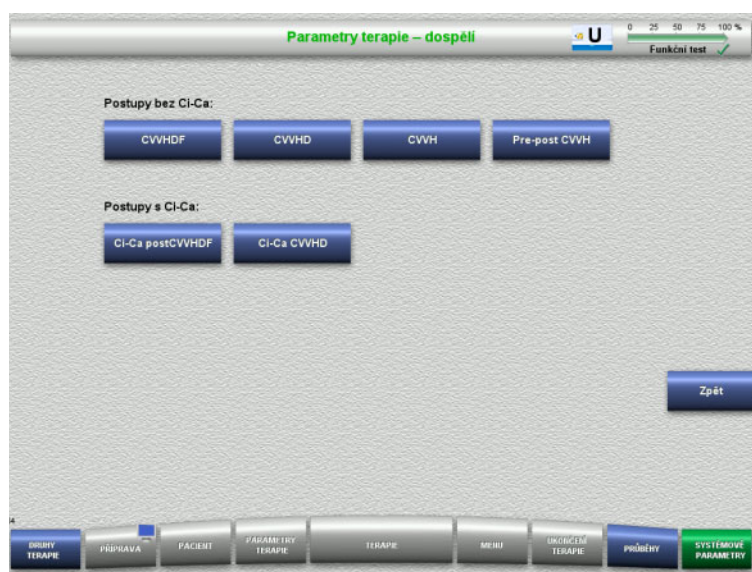 Parametry terapie – dospělí
U
0 25 50 75 100 %
Funkční test
Postupy bez Ci-Ca:
CVVHDF
CVVHD
CVVH
Pre-post CVVH
Postupy s Ci-Ca:
Ci-Ca postCVVHDF
Ci-Ca CVVHD
Zpět
4
DRUHY
TERAPIE
PŘÍPRAVA
PACIENT
PARAMETRY
TERAPIE
TERAPIE
MENU
UKONČENÍ
TERAPIE
PRŮBĚHY
SYSTÉMOVÉ
PARAMETRY